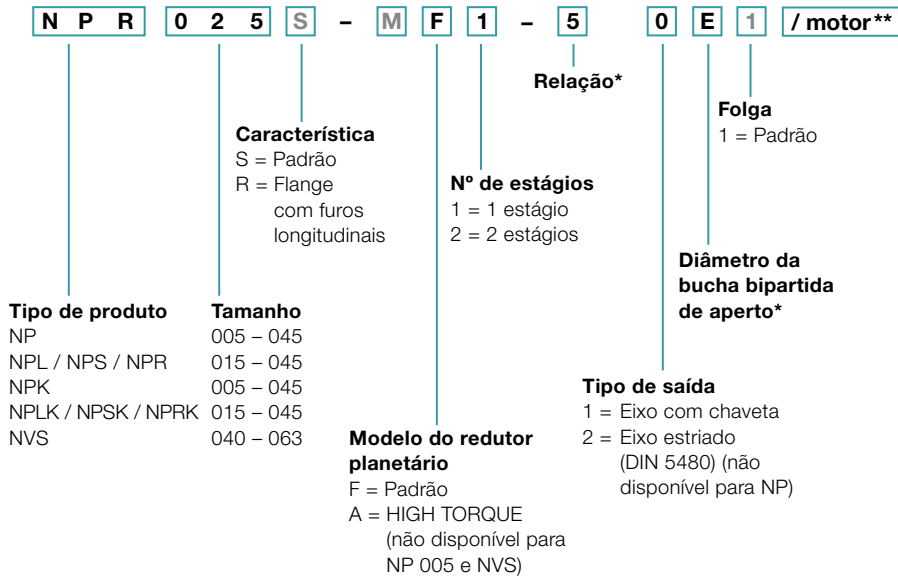 N P R 0 2 5 S – M F 1 – 5 0 E 1 / motor**
Relação*
Folga
1 = Padrão
Característica
S = Padrão
R = Flange
com furos
longitudinais
Nº de estágios
1 = 1 estágio
2 = 2 estágios
Diâmetro da
bucha bipartida
de aperto*
Tipo de produto Tamanho
NP 005 – 045
NPL / NPS / NPR 015 – 045
NPK 005 – 045
NPLK / NPSK / NPRK 015 – 045
NVS 040 – 063
Modelo do redutor
planetário
F = Padrão
A = HIGH TORQUE
(não disponível para
NP 005 e NVS)
Tipo de saída
1 = Eixo com chaveta
2 = Eixo estriado
(DIN 5480) (não
disponível para NP)